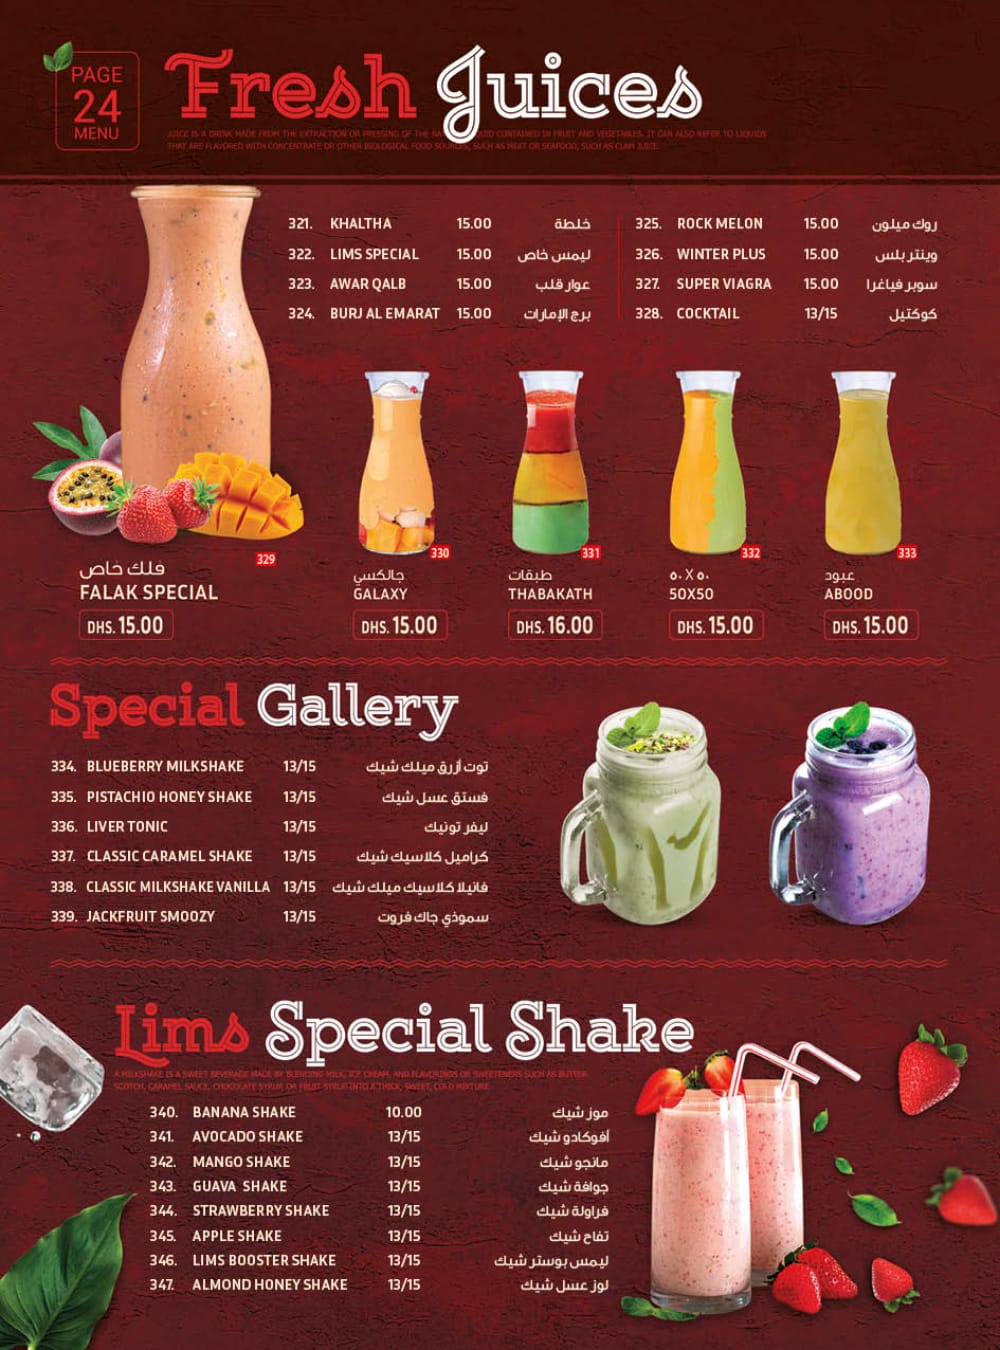 PAGE
24
MENU
Fresh Juices
JUICE IS A DRINK MADE FROM THE EXTRACTION OR PRESSING OF THE NATURAL LIQUID CONTAINED IN FRUIT AND VEGETABLES. IT CAN ALSO REFER TO LIQUIDS
THAT ARE FLAVORED WITH CONCENTRATE OR OTHER BIOLOGICAL FOOD SOURCES, SUCH AS MEAT OR SEAFOOD, SUCH AS CLAM JUICE.
321. KHALTHA 15.00 خلطة
322. LIMS SPECIAL 15.00 ليمس خاص
323. AWAR QALB 15.00 عوار قلب
324. BURJ AL EMARAT 15.00 برج الإمارات
325. ROCK MELON 15.00 روك ميلون
326. WINTER PLUS 15.00 وينتر بلس
327. SUPER VIAGRA 15.00 سوبر فياغرا
328. COCKTAIL 13/15 كوكتيل
329
فلك خاص
FALAK SPECIAL
DHS. 15.00
330
جالكسي
GALAXY
DHS. 15.00
331
طبقات
THABAKATH
DHS. 16.00
332
٥٠X٥٠
50X50
DHS. 15.00
333
عبود
ABOOD
DHS. 15.00
Special Gallery
334. BLUEBERRY MILKSHAKE 13/15 توت أزرق ميلك شيك
335. PISTACHIO HONEY SHAKE 13/15 فستق عسل شيك
336. LIVER TONIC 13/15 ليفر تونيك
337. CLASSIC CARAMEL SHAKE 13/15 كراميل كلاسيك شيك
338. CLASSIC MILKSHAKE VANILLA 13/15 فانيلا كلاسيك ميلك شيك
339. JACKFRUIT SMOOZY 13/15 سموذي جاك فروت
Lims Special Shake
A MILKSHAKE IS A SWEET BEVERAGE MADE BY BLENDING MILK, ICE CREAM, AND FLAVORINGS OR SWEETENERS SUCH AS BUTTER
SCOTCH, CARAMEL SAUCE, CHOCOLATE SYRUP, OR FRUIT SYRUP INTO A THICK, SWEET, COLD MIXTURE.
340. BANANA SHAKE 10.00 موز شيك
341. AVOCADO SHAKE 13/15 أفوكادو شيك
342. MANGO SHAKE 13/15 مانجو شيك
343. GUAVA SHAKE 13/15 جوافة شيك
344. STRAWBERRY SHAKE 13/15 فراولة شيك
345. APPLE SHAKE 13/15 تفاح شيك
346. LIMS BOOSTER SHAKE 13/15 ليمس بوستر شيك
347. ALMOND HONEY SHAKE 13/15 لوز عسل شيك